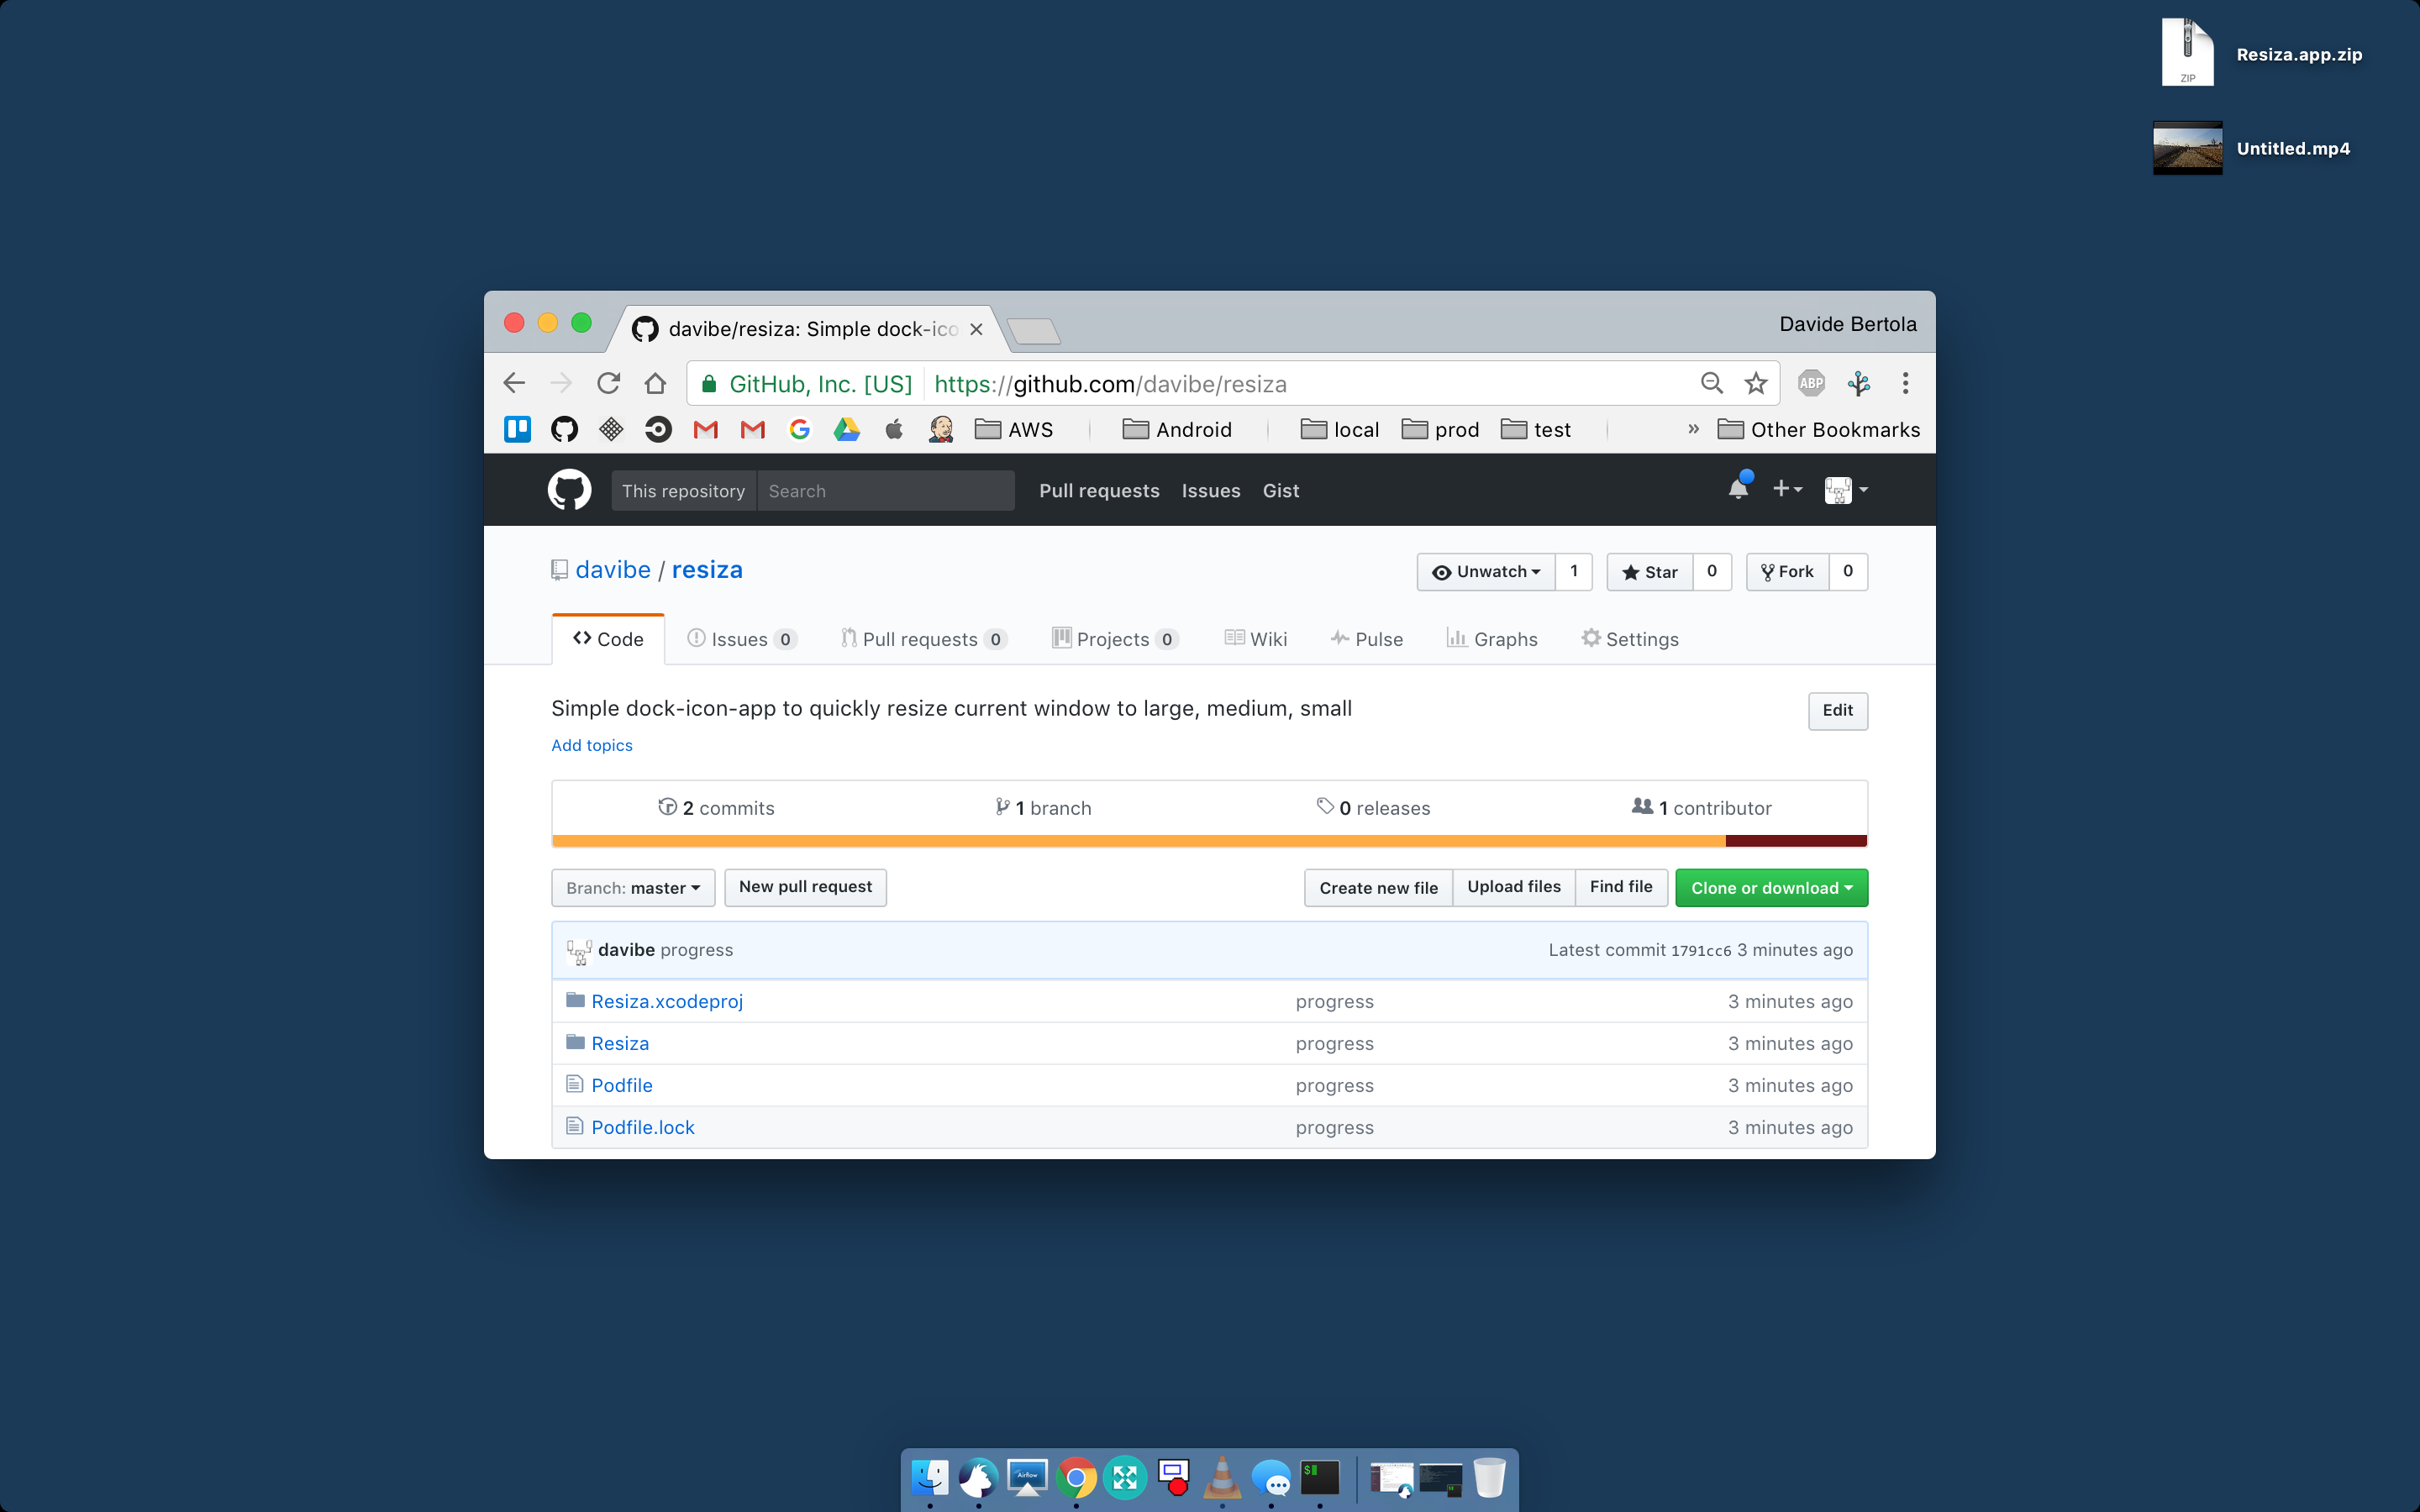 Resiza.app.zip
ZIP
Untitled.mp4
davibe/resiza: Simple dock-ico
Davide Bertola
GitHub, Inc. [US] https://github.com/davibe/resiza
ABP
AWS Android local prod test » Other Bookmarks
This repository Search Pull requests Issues Gist
davibe / resiza
Unwatch 1 Star 0 Fork 0
Code Issues 0 Pull requests 0 Projects 0 Wiki Pulse Graphs Settings
Simple dock-icon-app to quickly resize current window to large, medium, small
Edit
Add topics
2 commits 1 branch 0 releases 1 contributor
Branch: master New pull request Create new file Upload files Find file Clone or download
davibe progress Latest commit 1791cc6 3 minutes ago
Resiza.xcodeproj progress 3 minutes ago
Resiza progress 3 minutes ago
Podfile progress 3 minutes ago
Podfile.lock progress 3 minutes ago
Airflow
$